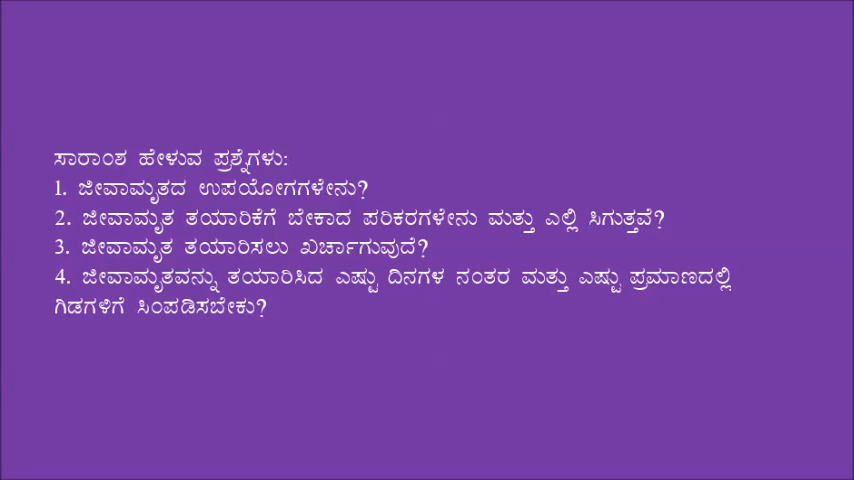 ಸಾರಾಂಶ ಹೇಳುವ ಪ್ರಶ್ನೆಗಳು:
1. ಜೀವಾಮೃತದ ಉಪಯೋಗಗಳೇನು?
2. ಜೀವಾಮೃತ ತಯಾರಿಕೆಗೆ ಬೇಕಾದ ಪರಿಕರಗಳೇನು ಮತ್ತು ಎಲ್ಲಿ ಸಿಗುತ್ತವೆ?
3. ಜೀವಾಮೃತ ತಯಾರಿಸಲು ಖರ್ಚಾಗುವುದೆ?
4. ಜೀವಾಮೃತವನ್ನು ತಯಾರಿಸಿದ ಎಷ್ಟು ದಿನಗಳ ನಂತರ ಮತ್ತು ಎಷ್ಟು ಪ್ರಮಾಣದಲ್ಲಿ
ಗಿಡಗಳಿಗೆ ಸಿಂಪಡಿಸಬೇಕು?